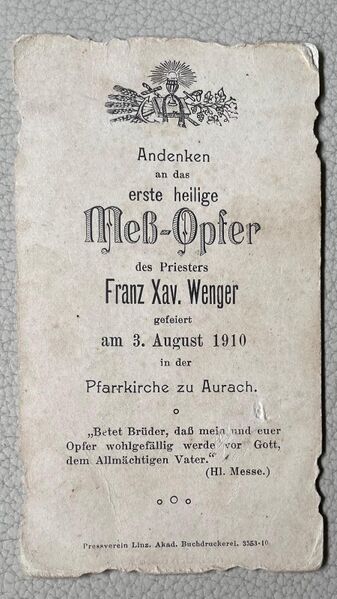 Andenken
an das
erste heilige
Meß-Opfer
des Priesters
Franz Xav. Wenger
gefeiert
am 3. August 1910
in der
Pfarrkirche zu Aurach.
„Betet Brüder, daß mein und euer
Opfer wohlgefällig werde vor Gott,
dem Allmächtigen Vater.“
(Hl. Messe.)
Pressverein Linz. Akad. Buchdruckerei. 3553-10